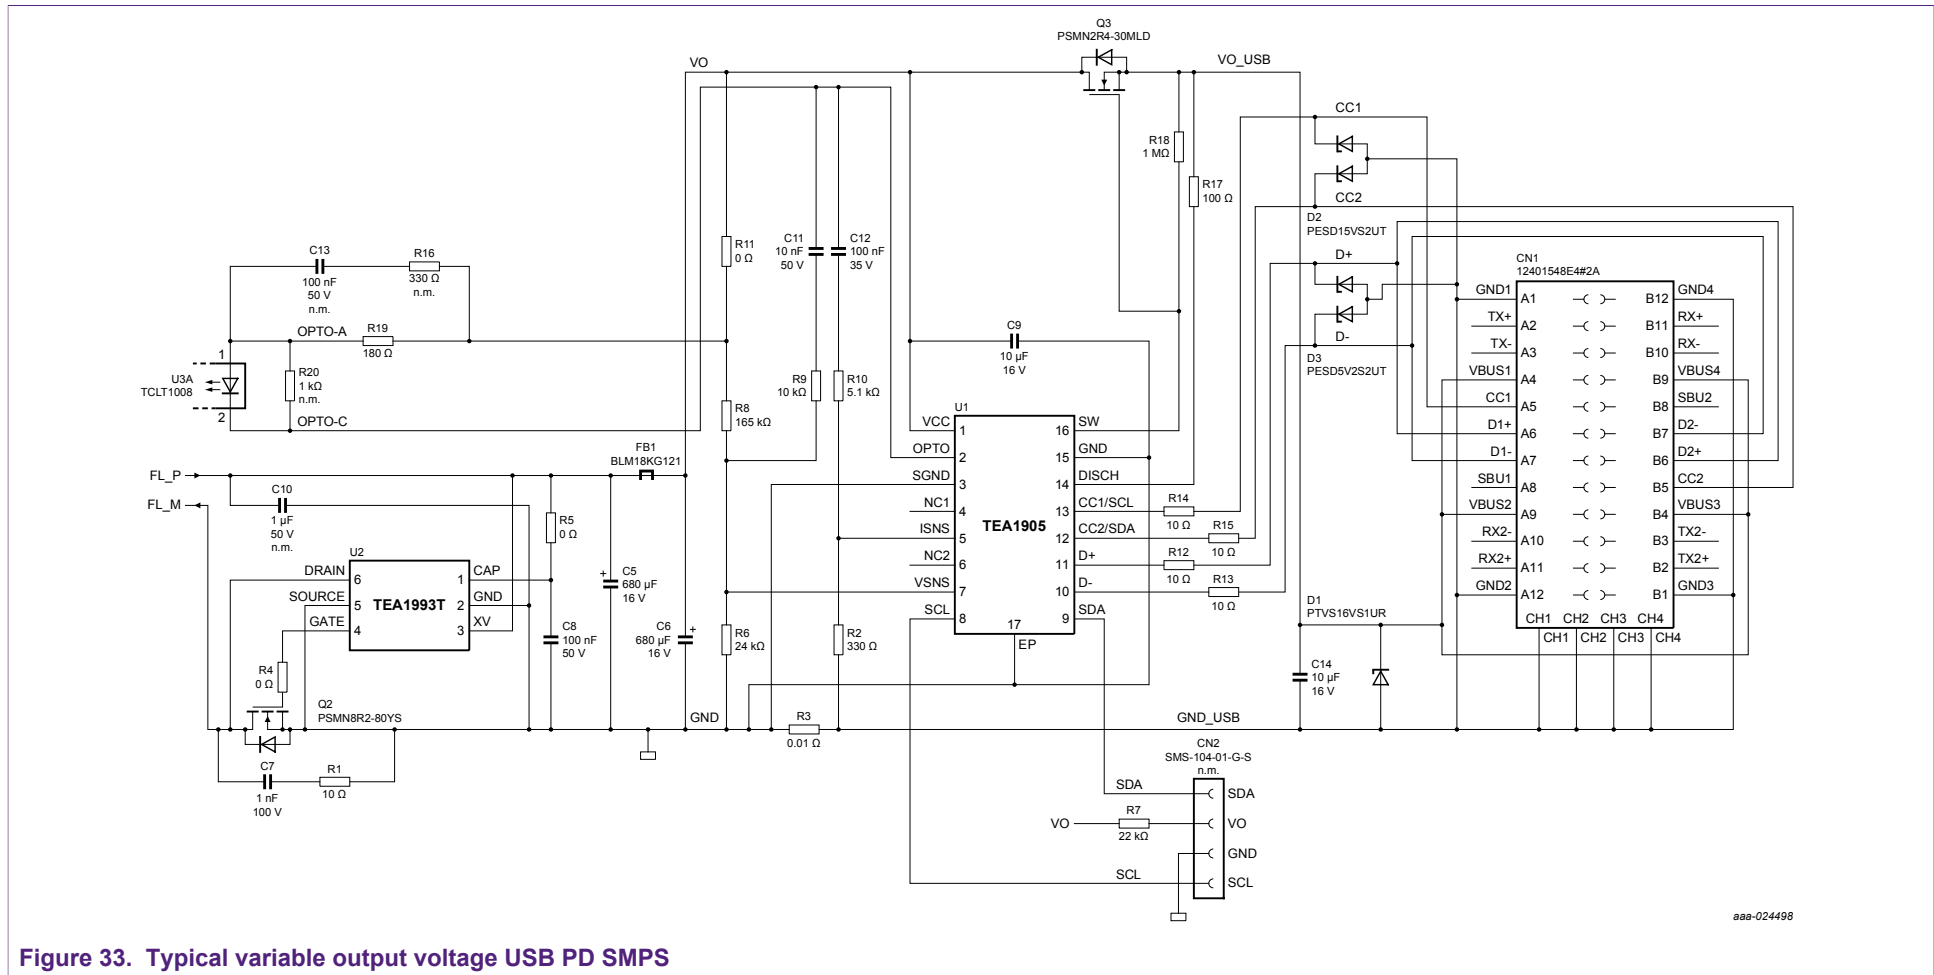 Q3
PSMN2R4-30MLD
VO
VO_USB
CC1
R18
1 MΩ
R17
100 Ω
CC2
D2
PESD15VS2UT
C11
10 nF
50 V
C12
100 nF
35 V
R11
0 Ω
D+
C13
100 nF
50 V
n.m.
R16
330 Ω
n.m.
CN1
12401548E4#2A
GND1
A1
B12
GND4
TX+
A2
B11
RX+
TX-
A3
B10
RX-
VBUS1
A4
B9
VBUS4
CC1
A5
B8
SBU2
D1+
A6
B7
D2-
D1-
A7
B6
D2+
SBU1
A8
B5
CC2
VBUS2
A9
B4
VBUS3
RX2-
A10
B3
TX2-
RX2+
A11
B2
TX2+
GND2
A12
B1
GND3
CH1
CH2
CH3
CH4
CH1
CH2
CH3
CH4
D-
D3
PESD5V2S2UT
OPTO-A
R19
180 Ω
1
U3A
TCLT1008
2
R20
1 kΩ
n.m.
OPTO-C
C9
10 µF
16 V
R9
10 kΩ
R10
5.1 kΩ
R8
165 kΩ
U1
TEA1905
VCC
1
OPTO
2
SGND
3
NC1
4
ISNS
5
NC2
6
VSNS
7
SCL
8
16
SW
15
GND
14
DISCH
13
CC1/SCL
12
CC2/SDA
11
D+
10
D-
9
SDA
17
EP
R14
10 Ω
R15
10 Ω
R12
10 Ω
R13
10 Ω
FB1
BLM18KG121
FL_P
FL_M
C10
1 µF
50 V
n.m.
R5
0 Ω
U2
TEA1993T
DRAIN
6
SOURCE
5
GATE
4
1
CAP
2
GND
3
XV
C5
+
680 µF
16 V
C8
100 nF
50 V
C6
+
680 µF
16 V
R6
24 kΩ
R2
330 Ω
D1
PTVS16VS1UR
C14
10 µF
16 V
R4
0 Ω
Q2
PSMN8R2-80YS
GND
R3
0.01 Ω
GND_USB
C7
1 nF
100 V
R1
10 Ω
CN2
SMS-104-01-G-S
n.m.
SDA
SDA
VO
R7
22 kΩ
VO
GND
SCL
SCL
aaa-024498
Figure 33. Typical variable output voltage USB PD SMPS